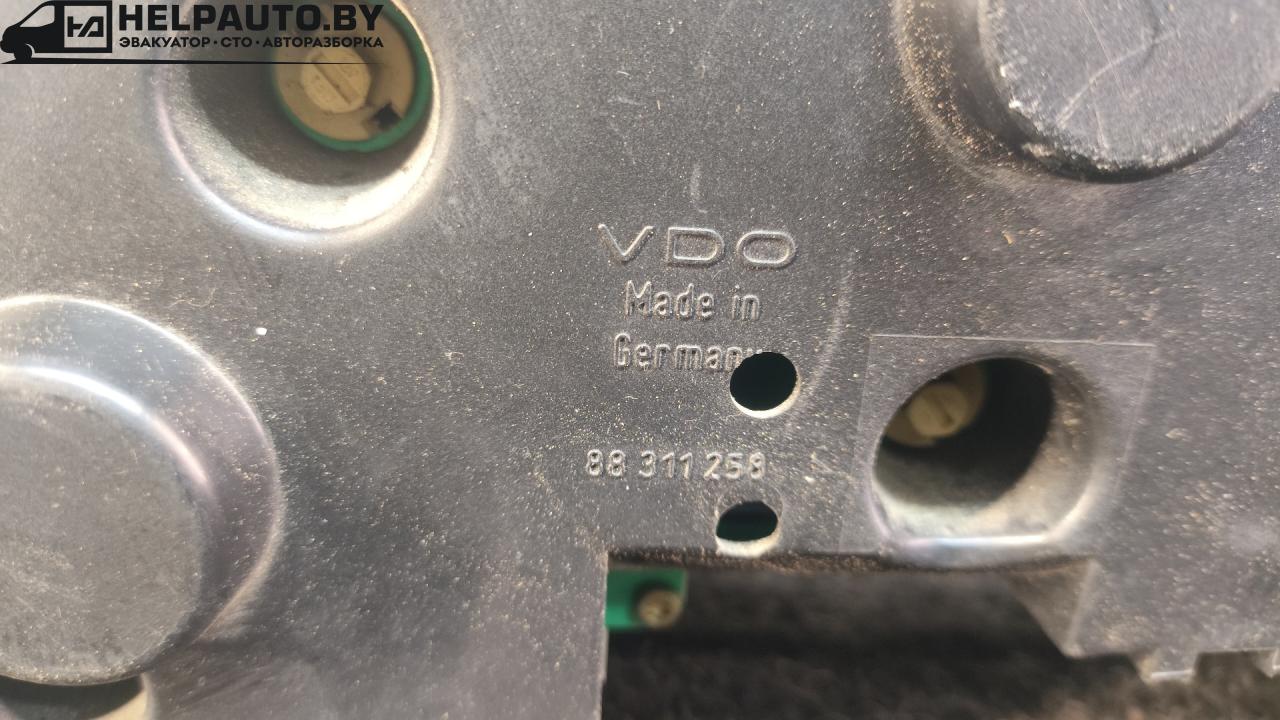 HELPAUTO.BY
ЭВАКУАТОР·СТО·АВТОРАЗБОРКА
VDO
Made in
Germany
88 311 258